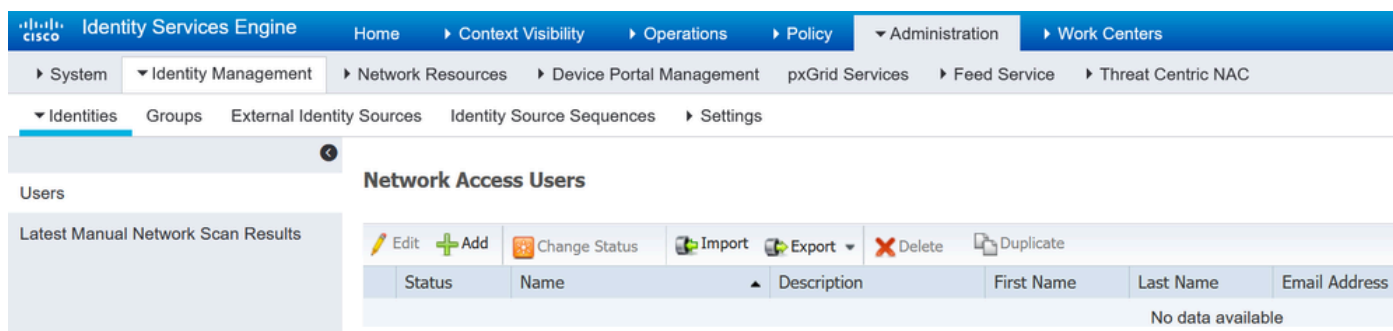 CISCO Identity Services Engine Home Context Visibility Operations Policy Administration Work Centers
System Identity Management Network Resources Device Portal Management pxGrid Services Feed Service Threat Centric NAC
Identities Groups External Identity Sources Identity Source Sequences Settings
Users
Latest Manual Network Scan Results
Network Access Users
Edit Add Change Status Import Export Delete Duplicate
Status Name Description First Name Last Name Email Address
No data available